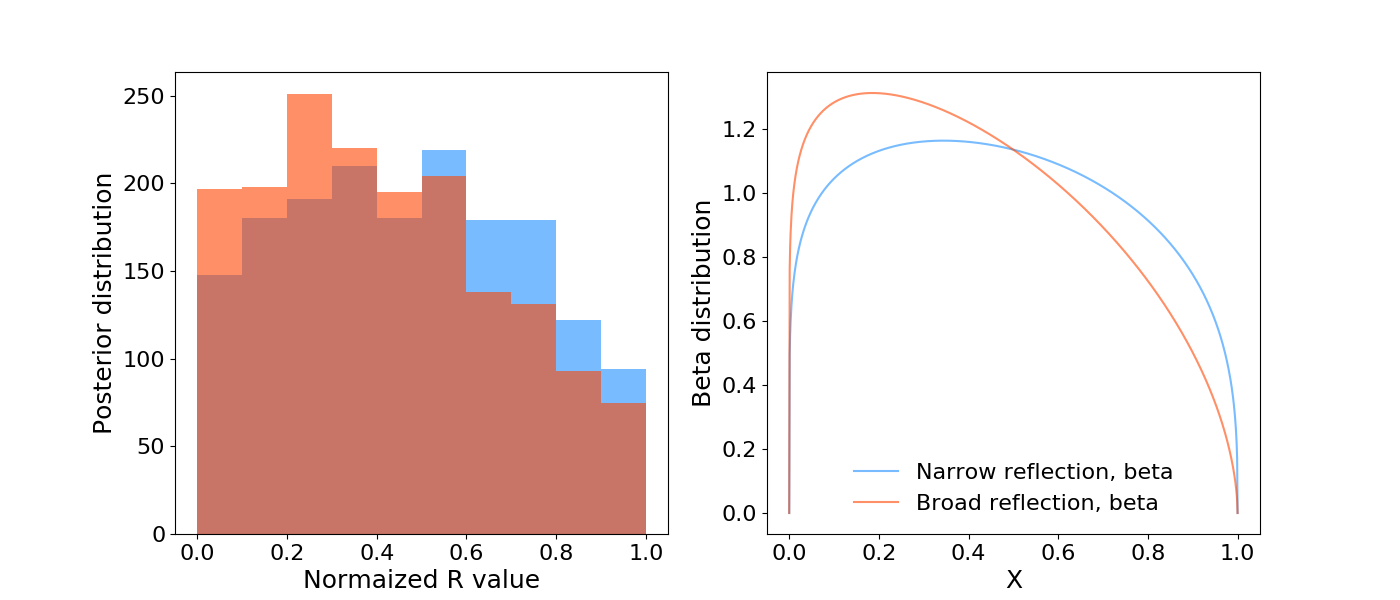 Posterior distribution
250
200
150
100
50
0
0.0 0.2 0.4 0.6 0.8 1.0
Normaized R value
Beta distribution
1.2
1.0
0.8
0.6
0.4
0.2
0.0
Narrow reflection, beta
Broad reflection, beta
0.0 0.2 0.4 0.6 0.8 1.0
X